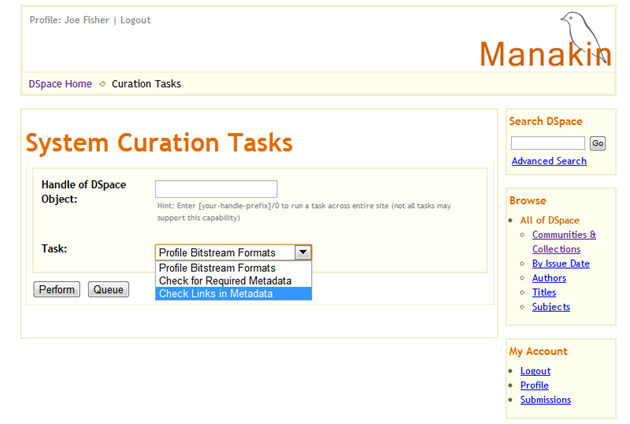 Profile: Joe Fisher | Logout
Manakin
DSpace Home Curation Tasks
System Curation Tasks
Handle of DSpace
Object:
Hint: Enter [your-handle-prefix]/0 to run a task across entire site (not all tasks may
support this capability)
Task:
Profile Bitstream Formats
Profile Bitstream Formats
Check for Required Metadata
Check Links in Metadata
Perform Queue
Search DSpace
Go
Advanced Search
Browse
All of DSpace
Communities &
Collections
By Issue Date
Authors
Titles
Subjects
My Account
Logout
Profile
Submissions